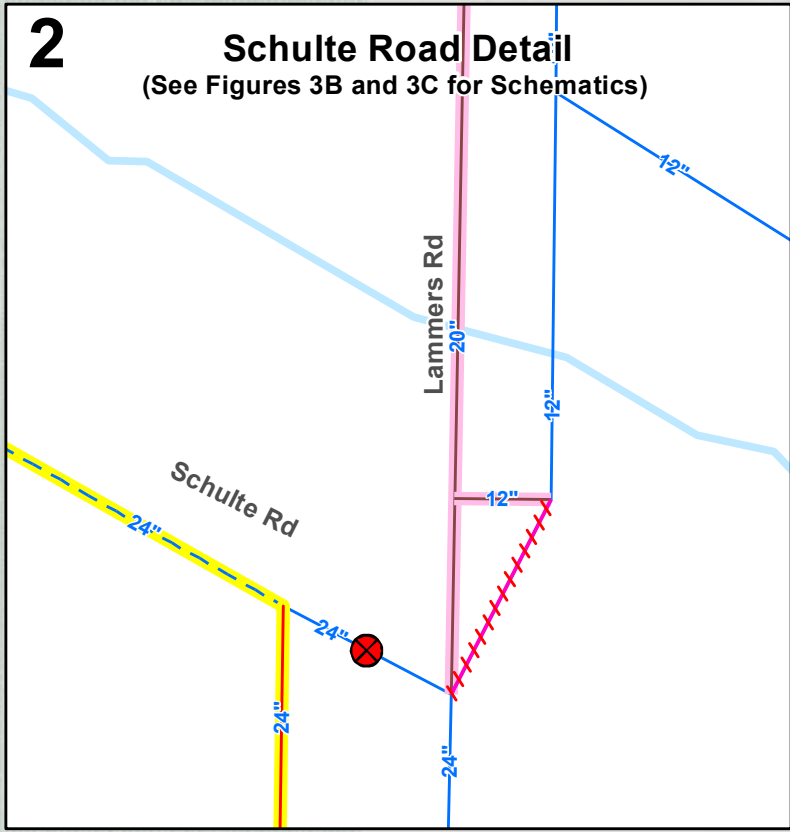 2
Schulte Road Detail
(See Figures 3B and 3C for Schematics)
12"
Lammers Rd
20"
12"
12"
Schulte Rd
24"
24"
24"
24"